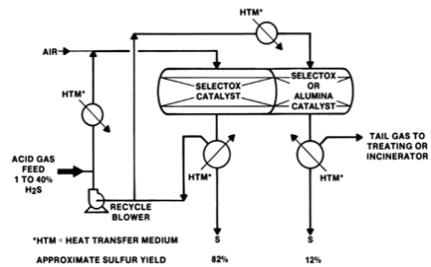 HTM*
AIR
SELECTOX
CATALYST
SELECTOX
OR
ALUMINA
CATALYST
HTM*
TAIL GAS TO
TREATING OR
INCINERATOR
ACID GAS
FEED
1 TO 40%
H₂S
HTM*
HTM*
RECYCLE
BLOWER
S
S
*HTM = HEAT TRANSFER MEDIUM
APPROXIMATE SULFUR YIELD 82% 12%